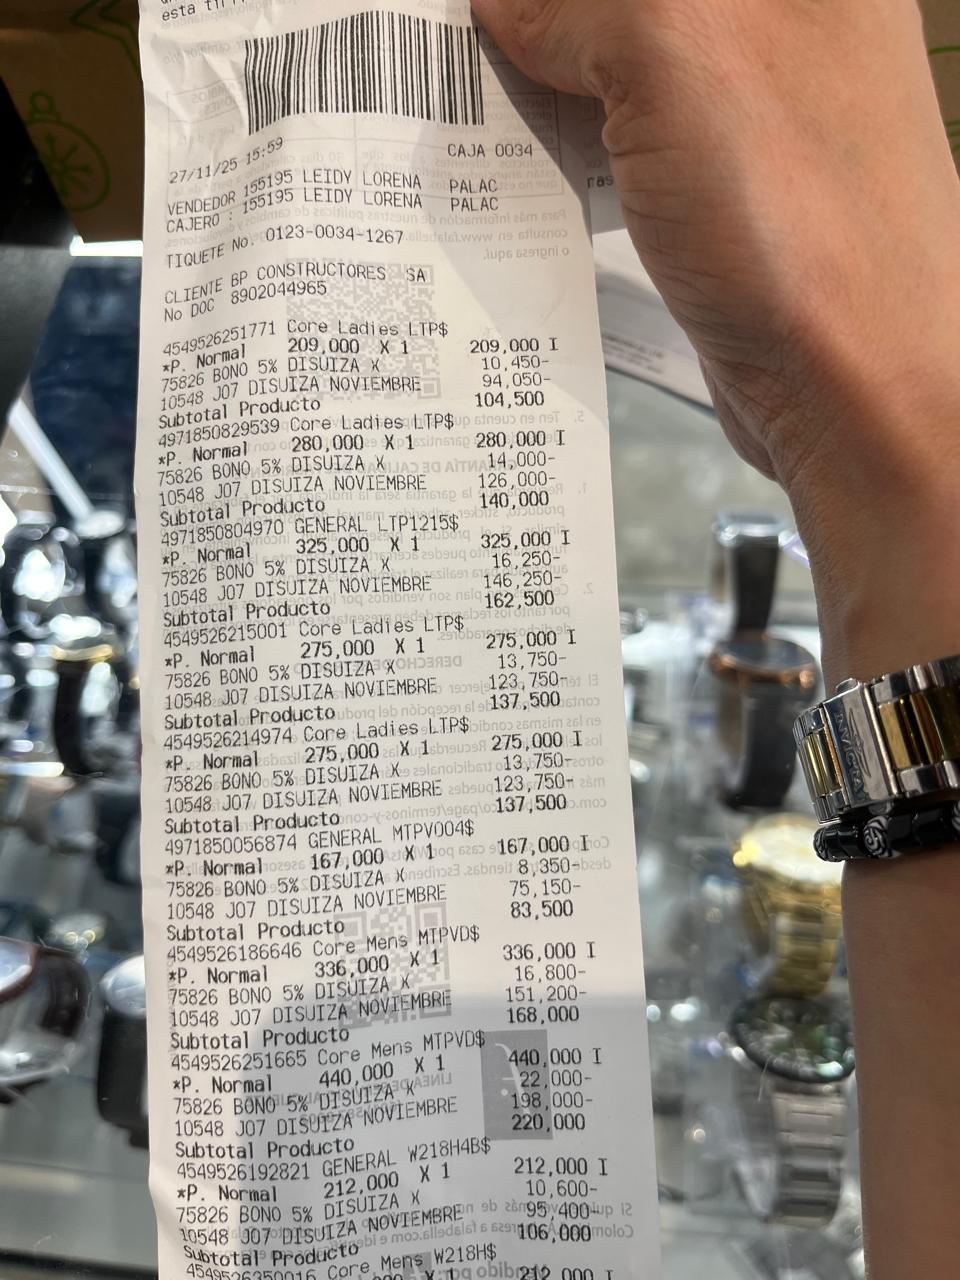 esta ti
27/11/25 15:59 CAJA 0034
VENDEDOR 155195 LEIDY LORENA PALAC
CAJERO : 155195 LEIDY LORENA PALAC
TIQUETE No. 0123-0034-1267
CLIENTE BP CONSTRUCTORES SA
No DOC 8902044965
4549526251771 Core Ladies LTP$
*P. Normal 209,000 X 1 209,000 I
75826 BONO 5% DISUIZA X 10,450-
10548 J07 DISUIZA NOVIEMBRE 94,050-
Subtotal Producto 104,500
4971850829539 Core Ladies LTP$
*P. Normal 280,000 X 1 280,000 I
75826 BONO 5% DISUIZA X 14,000-
10548 J07 DISUIZA NOVIEMBRE 126,000-
Subtotal Producto 140,000
4971850804970 GENERAL LTP1215$
*P. Normal 325,000 X 1 325,000 I
75826 BONO 5% DISUIZA X 16,250-
10548 J07 DISUIZA NOVIEMBRE 146,250-
Subtotal Producto 162,500
4549526215001 Core Ladies LTP$
*P. Normal 275,000 X 1 275,000 I
75826 BONO 5% DISUIZA X 13,750-
10548 J07 DISUIZA NOVIEMBRE 123,750-
Subtotal Producto 137,500
4549526214974 Core Ladies LTP$
*P. Normal 275,000 X 1 275,000 I
75826 BONO 5% DISUIZA X 13,750-
10548 J07 DISUIZA NOVIEMBRE 123,750-
Subtotal Producto 137,500
4971850056874 GENERAL MTPV004$
*P. Normal 167,000 X 1 167,000 I
75826 BONO 5% DISUIZA X 8,350-
10548 J07 DISUIZA NOVIEMBRE 75,150-
Subtotal Producto 83,500
4549526186646 Core Mens MTPVD$
*P. Normal 336,000 X 1 336,000 I
75826 BONO 5% DISUIZA X 16,800-
10548 J07 DISUIZA NOVIEMBRE 151,200-
Subtotal Producto 168,000
4549526251665 Core Mens MTPVD$
*P. Normal 440,000 X 1 440,000 I
75826 BONO 5% DISUIZA X 22,000-
10548 J07 DISUIZA NOVIEMBRE 198,000-
Subtotal Producto 220,000
4549526192821 GENERAL W218H4B$
*P. Normal 212,000 X 1 212,000 I
75826 BONO 5% DISUIZA X 10,600-
10548 J07 DISUIZA NOVIEMBRE 95,400-
Subtotal Producto 106,000
4549526350016 Core Mens W218H$
X 1 212,000 I
INVICTA